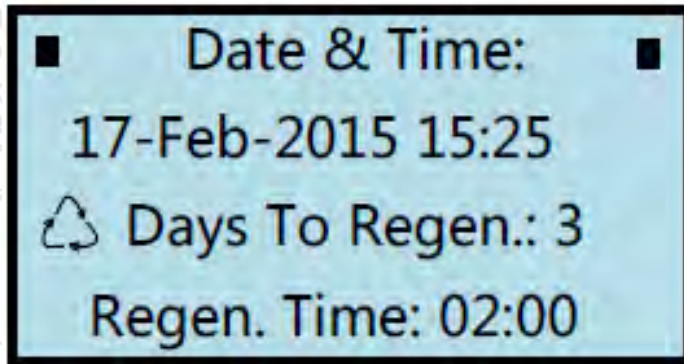 Date & Time:
17-Feb-2015 15:25
Days To Regen.: 3
Regen. Time: 02:00